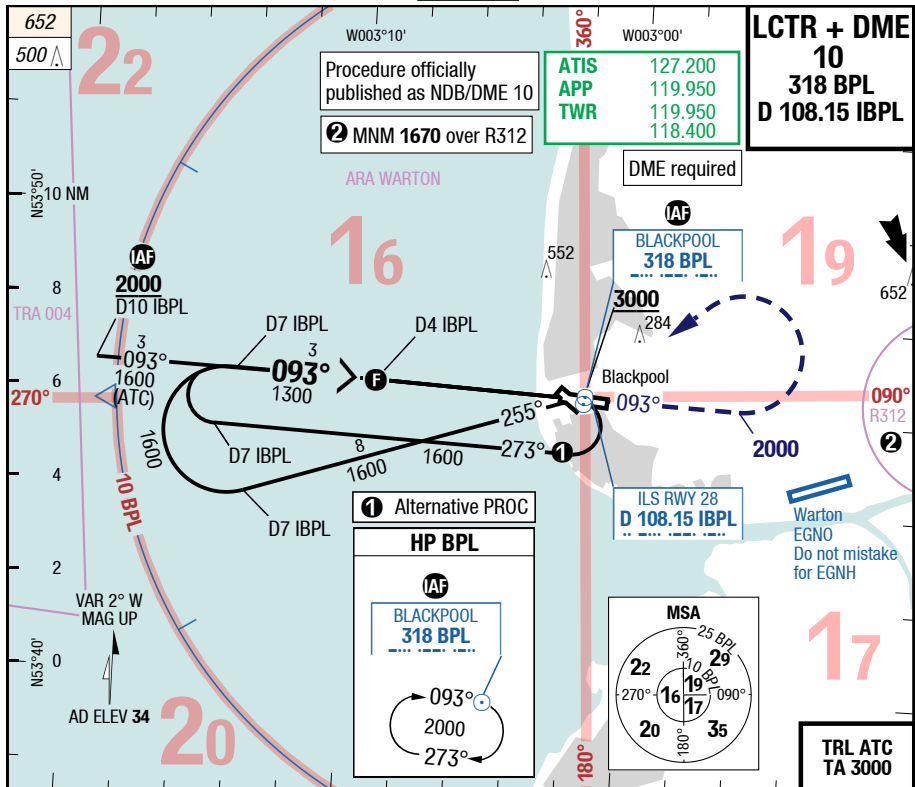 652
500
22
W003°10'
360°
W003°00'
LCTR + DME
10
318 BPL
D 108.15 IBPL
Procedure officially
published as NDB/DME 10
ATIS 127.200
APP 119.950
TWR 119.950
118.400
2 MNM 1670 over R312
DME required
N53°50'
10 NM
ARA WARTON
IAF
BLACKPOOL
318 BPL
16
19
552
652
IAF
2000
D10 IBPL
8
TRA 004
3000
284
D7 IBPL
D4 IBPL
3
093°
1600
(ATC)
3
093°
1300
F
Blackpool
6
270°
093°
090°
R312
2
255°
2000
1600
D7 IBPL
8
1600
1600
273°
1
4
D7 IBPL
10 BPL
1 Alternative PROC
ILS RWY 28
D 108.15 IBPL
Warton
EGNO
Do not mistake
for EGNH
HP BPL
IAF
BLACKPOOL
318 BPL
093°
2000
273°
2
VAR 2° W
MAG UP
N53°40'
0
AD ELEV 34
20
180°
MSA
25 BPL
360°
10 BPL
22
29
270°
16
19
17
090°
20
35
180°
17
TRL ATC
TA 3000